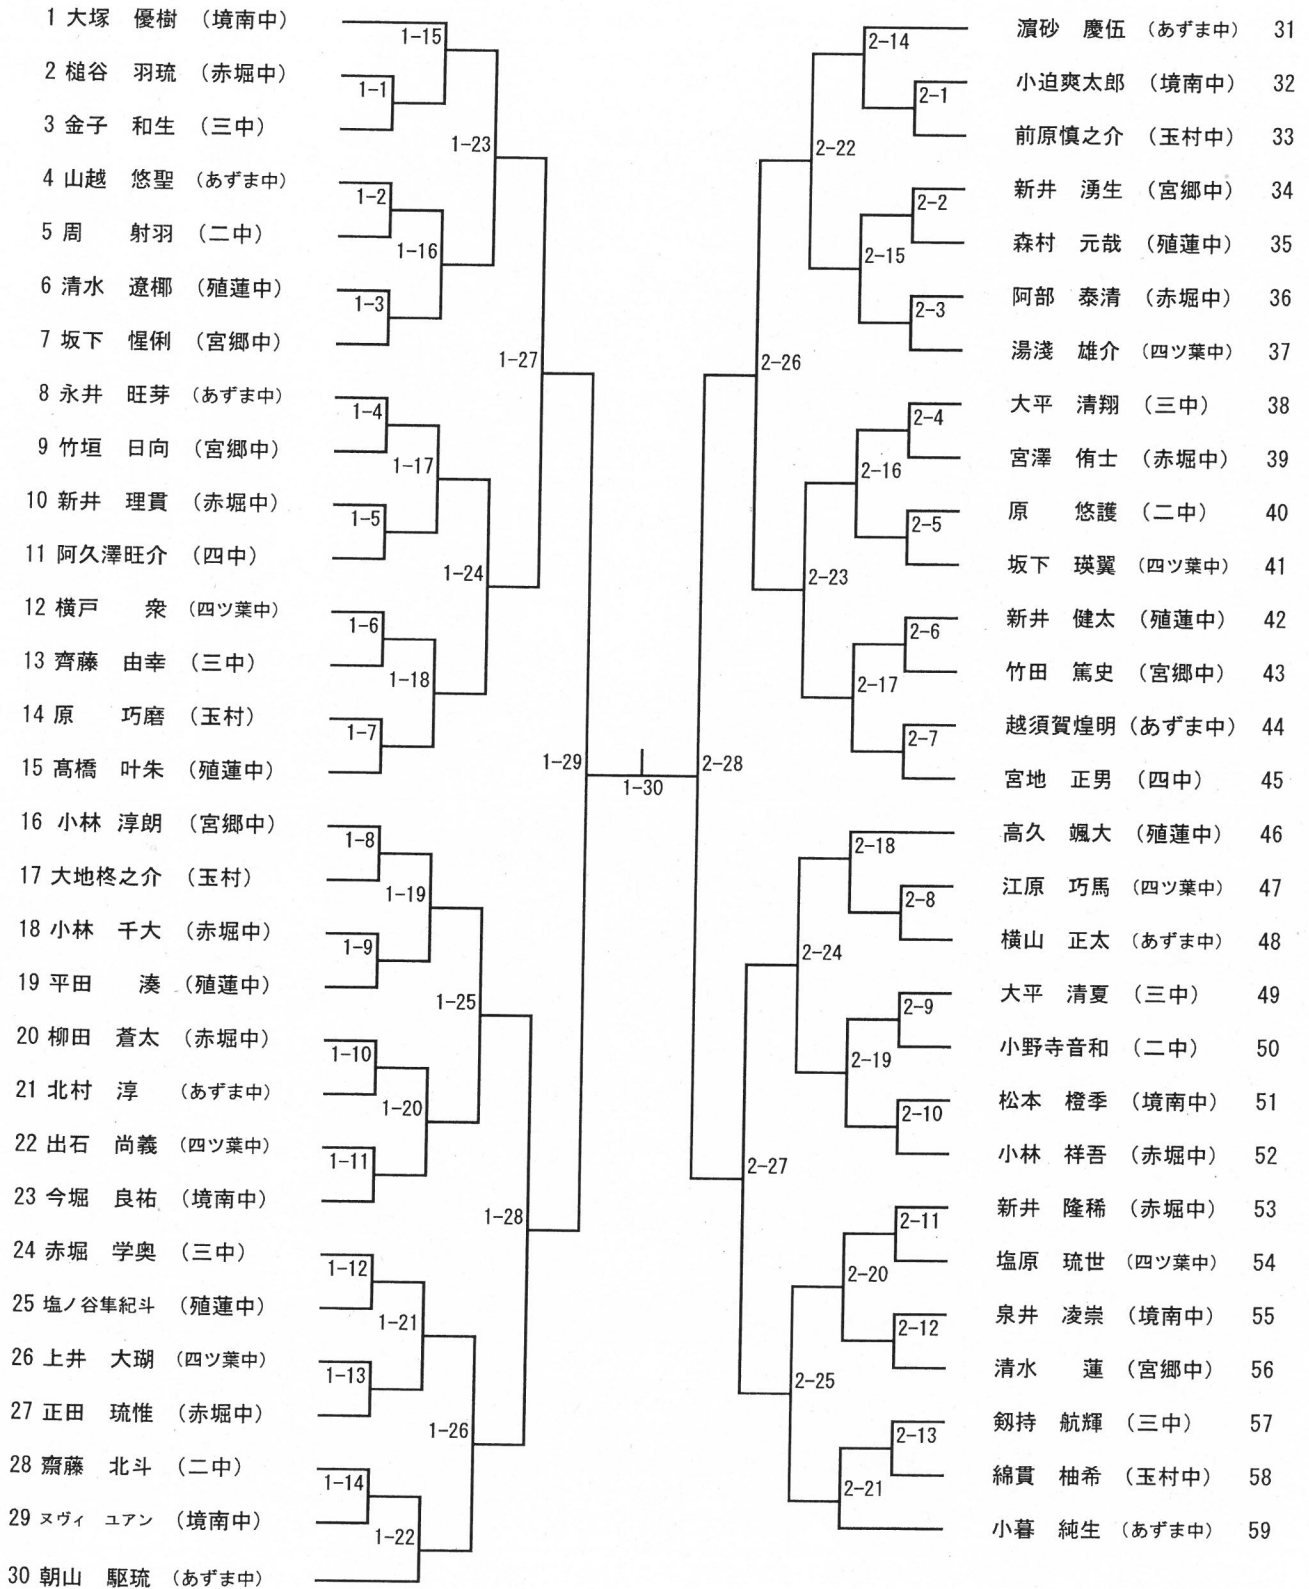 1 大塚　優樹 （境南中）
2 槌谷　羽琉 （赤堀中）
3 金子　和生 （三中）
4 山越　悠聖 （あずま中）
5 周　　射羽 （二中）
6 清水　遼椰 （殖蓮中）
7 坂下　惺俐 （宮郷中）
8 永井　旺芽 （あずま中）
9 竹垣　日向 （宮郷中）
10 新井　理貫 （赤堀中）
11 阿久澤旺介 （四中）
12 横戸　　衆 （四ツ葉中）
13 齊藤　由幸 （三中）
14 原　　巧磨 （玉村）
15 髙橋　叶朱 （殖蓮中）
16 小林　淳朗 （宮郷中）
17 大地柊之介 （玉村）
18 小林　千大 （赤堀中）
19 平田　　湊 （殖蓮中）
20 柳田　蒼太 （赤堀中）
21 北村　淳 （あずま中）
22 出石　尚義 （四ツ葉中）
23 今堀　良祐 （境南中）
24 赤堀　学奥 （三中）
25 塩ノ谷隼紀斗 （殖蓮中）
26 上井　大瑚 （四ツ葉中）
27 正田　琉惟 （赤堀中）
28 齋藤　北斗 （二中）
29 ヌヴィ　ユアン （境南中）
30 朝山　駆琉 （あずま中）
1-15
1-1
1-23
1-2
1-16
1-3
1-27
1-4
1-17
1-5
1-24
1-6
1-18
1-7
1-29
1-8
1-19
1-9
1-25
1-10
1-20
1-11
1-28
1-12
1-21
1-13
1-26
1-14
1-22
1-30
2-14
2-1
2-22
2-2
2-15
2-3
2-26
2-4
2-16
2-5
2-23
2-6
2-17
2-7
2-28
2-18
2-8
2-24
2-9
2-19
2-10
2-27
2-11
2-20
2-12
2-25
2-13
2-21
濵砂　慶伍 （あずま中） 31
小迫爽太郎 （境南中） 32
前原慎之介 （玉村中） 33
新井　湧生 （宮郷中） 34
森村　元哉 （殖蓮中） 35
阿部　泰清 （赤堀中） 36
湯淺　雄介 （四ツ葉中） 37
大平　清翔 （三中） 38
宮澤　侑士 （赤堀中） 39
原　　悠護 （二中） 40
坂下　瑛翼 （四ツ葉中） 41
新井　健太 （殖蓮中） 42
竹田　篤史 （宮郷中） 43
越須賀煌明 （あずま中） 44
宮地　正男 （四中） 45
高久　颯大 （殖蓮中） 46
江原　巧馬 （四ツ葉中） 47
横山　正太 （あずま中） 48
大平　清夏 （三中） 49
小野寺音和 （二中） 50
松本　橙季 （境南中） 51
小林　祥吾 （赤堀中） 52
新井　隆稀 （赤堀中） 53
塩原　琉世 （四ツ葉中） 54
泉井　凌崇 （境南中） 55
清水　　蓮 （宮郷中） 56
剱持　航輝 （三中） 57
綿貫　柚希 （玉村中） 58
小暮　純生 （あずま中） 59